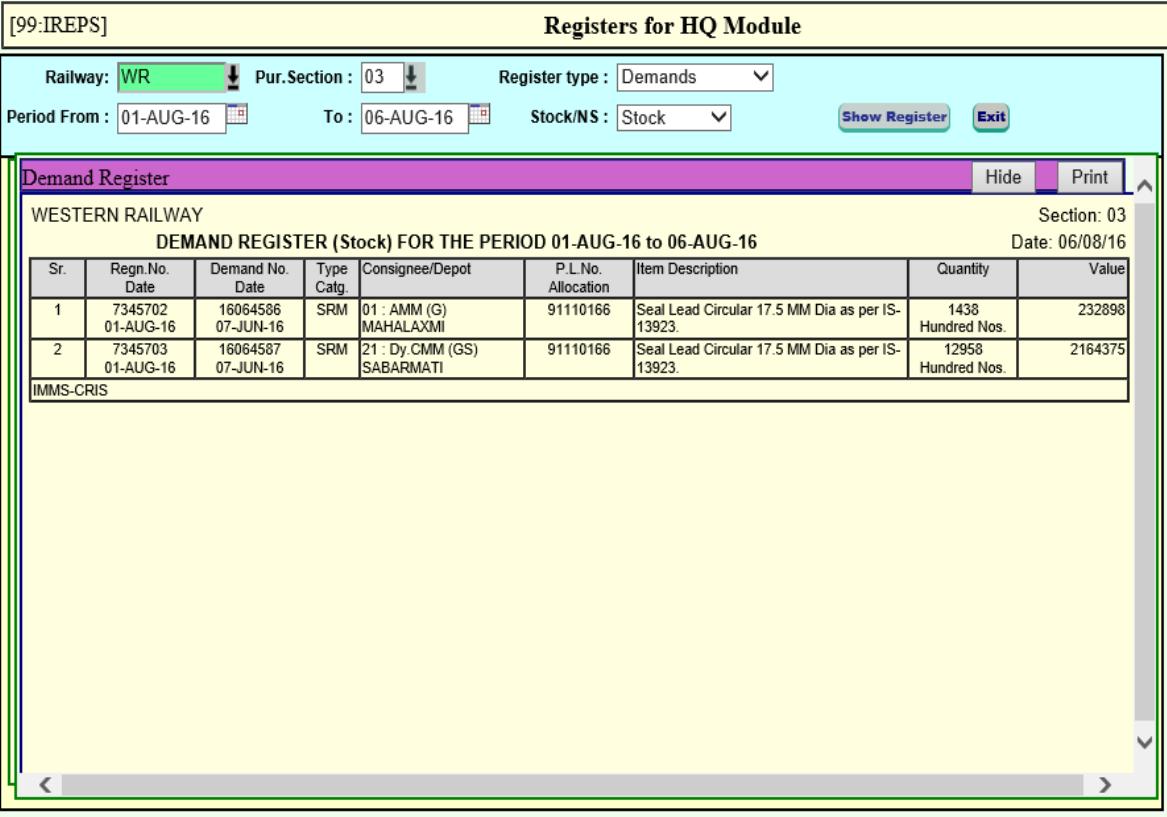 [99:IREPS] Registers for HQ Module
Railway: WR Pur.Section : 03 Register type : Demands
Period From : 01-AUG-16 To : 06-AUG-16 Stock/NS : Stock Show Register Exit
Demand Register Hide Print
WESTERN RAILWAY Section: 03
DEMAND REGISTER (Stock) FOR THE PERIOD 01-AUG-16 to 06-AUG-16 Date: 06/08/16
Sr. Regn.No. Demand No. Type Consignee/Depot P.L.No. Item Description Quantity Value
Date Date Catg. Allocation
1 7345702 16064586 SRM 01 : AMM (G) 91110166 Seal Lead Circular 17.5 MM Dia as per IS- 1438 232898
01-AUG-16 07-JUN-16 MAHALAXMI 13923. Hundred Nos.
2 7345703 16064587 SRM 21 : Dy.CMM (GS) 91110166 Seal Lead Circular 17.5 MM Dia as per IS- 12958 2164375
01-AUG-16 07-JUN-16 SABARMATI 13923. Hundred Nos.
IMMS-CRIS